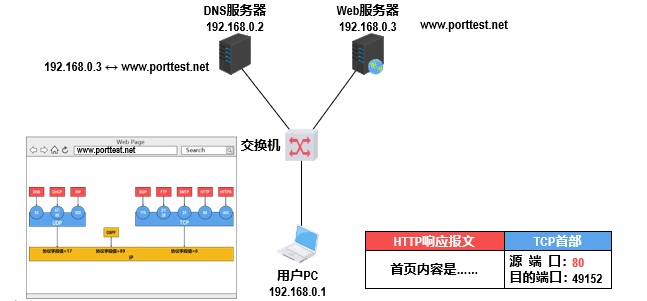 DNS服务器
192.168.0.2
Web服务器
192.168.0.3
www.porttest.net
192.168.0.3 ↔ www.porttest.net
交换机
Web Page
www.porttest.net
Search
DNS DHCP RIP
BGP FTP SMTP HTTP HTTPS
UDP
TCP
OSPF
协议字段值=17
协议字段值=89
协议字段值=6
IP
用户PC
192.168.0.1
HTTP响应报文
TCP首部
首页内容是......
源 端 口: 80
目的端口: 49152